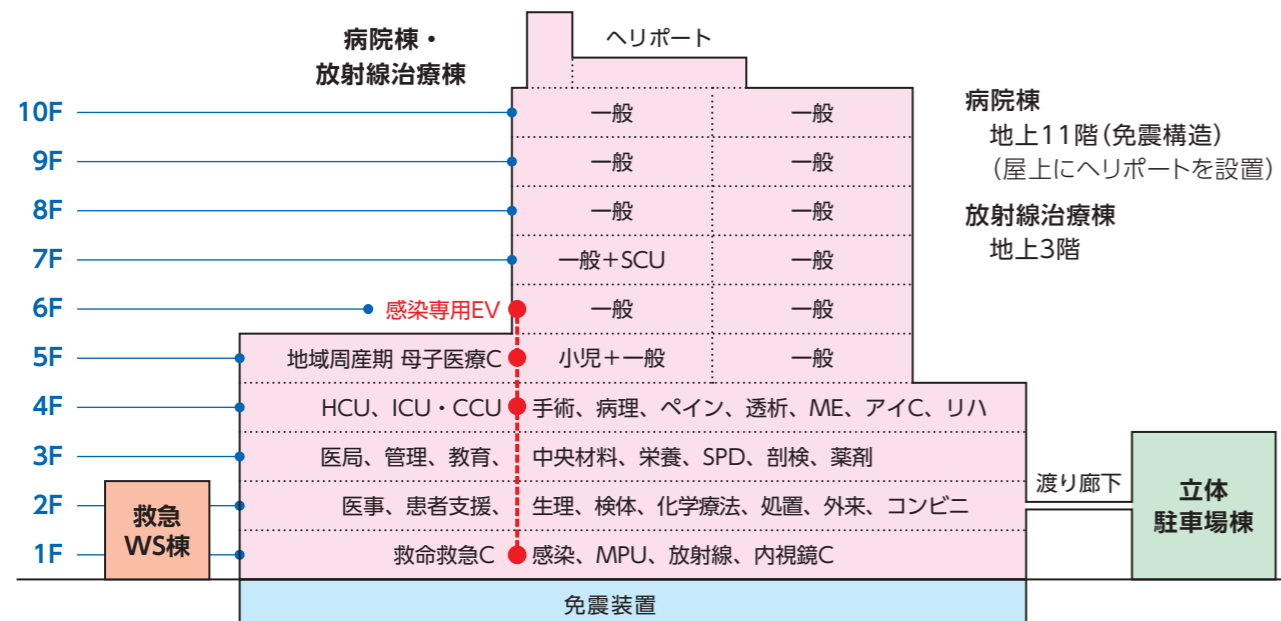 病院棟・
放射線治療棟
ヘリポート
病院棟
地上11階(免震構造)
(屋上にヘリポートを設置)
放射線治療棟
地上3階
10F 一般 一般
9F 一般 一般
8F 一般 一般
7F 一般+SCU 一般
6F 感染専用EV 一般 一般
5F 地域周産期 母子医療C 小児+一般 一般
4F HCU、ICU・CCU 手術、病理、ペイン、透析、ME、アイC、リハ
3F 医局、管理、教育、 中央材料、栄養、SPD、剖検、薬剤
2F 医事、患者支援、 生理、検体、化学療法、処置、外来、コンビニ
1F 救命救急C 感染、MPU、放射線、内視鏡C
救急
WS棟
渡り廊下
立体
駐車場棟
免震装置